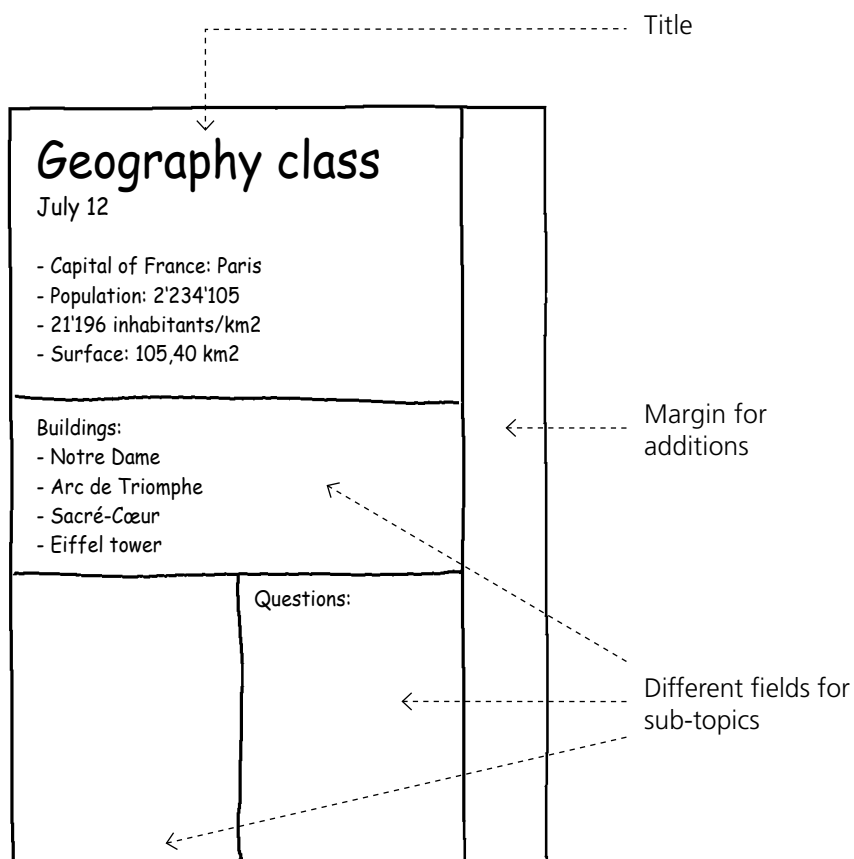 Title
Geography class
July 12
- Capital of France: Paris
- Population: 2'234'105
- 21'196 inhabitants/km2
- Surface: 105,40 km2
Margin for
additions
Buildings:
- Notre Dame
- Arc de Triomphe
- Sacré-Cœur
- Eiffel tower
Questions:
Different fields for
sub-topics